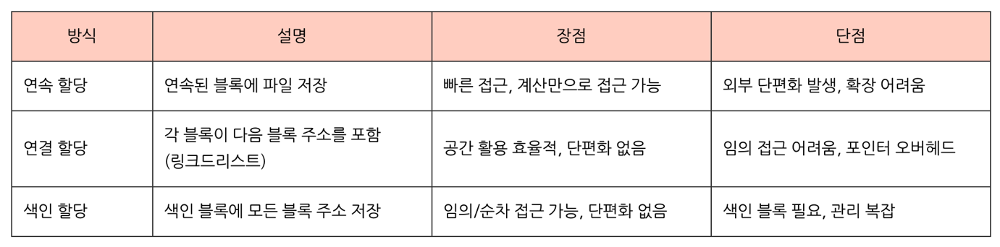 방식 설명 장점 단점
연속 할당 연속된 블록에 파일 저장 빠른 접근, 계산만으로 접근 가능 외부 단편화 발생, 확장 어려움
연결 할당 각 블록이 다음 블록 주소를 포함
(링크드리스트) 공간 활용 효율적, 단편화 없음 임의 접근 어려움, 포인터 오버헤드
색인 할당 색인 블록에 모든 블록 주소 저장 임의/순차 접근 가능, 단편화 없음 색인 블록 필요, 관리 복잡